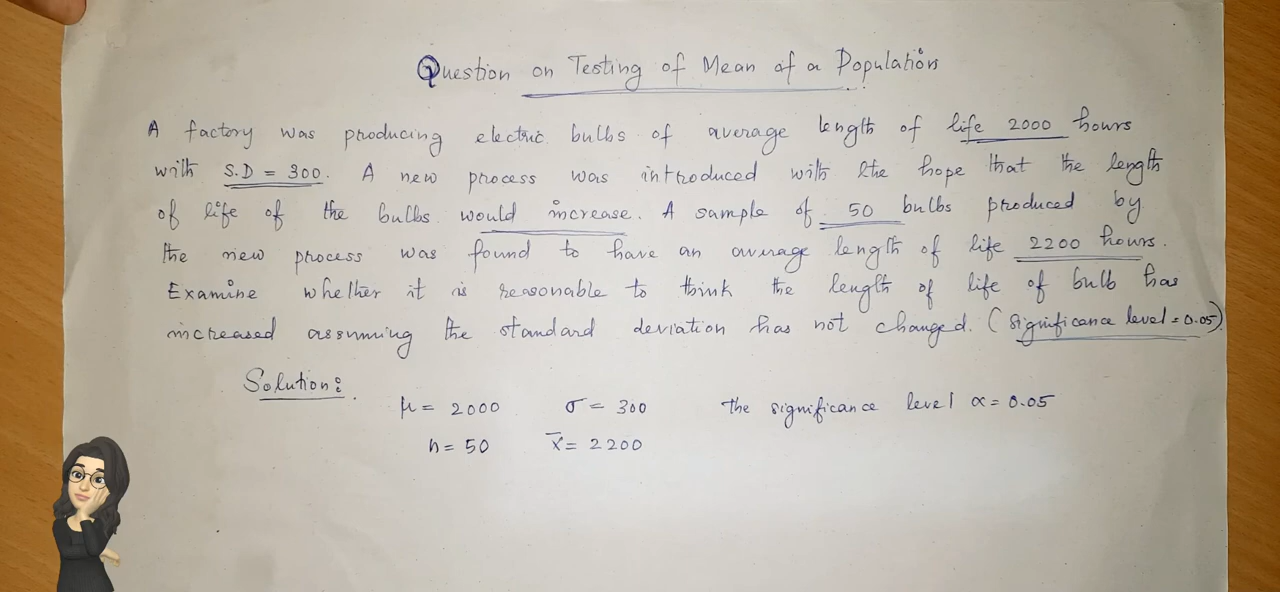 Question on Testing of Mean of a Population
A factory was producing electric bulbs of average length of life 2000 hours
with S.D = 300. A new process was introduced with the hope that the length
of life of the bulbs would increase. A sample of 50 bulbs produced by
the new process was found to have an average length of life 2200 hours.
Examine whether it is reasonable to think the length of life of bulb has
increased assuming the standard deviation has not changed. (significance level = 0.05)
Solution:
μ = 2000 σ = 300 The significance level α = 0.05
n = 50 x̅ = 2200